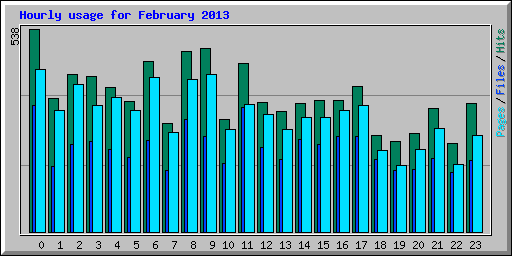 Hourly usage for February 2013
538
Pages/Files/Hits
0 1 2 3 4 5 6 7 8 9 10 11 12 13 14 15 16 17 18 19 20 21 22 23